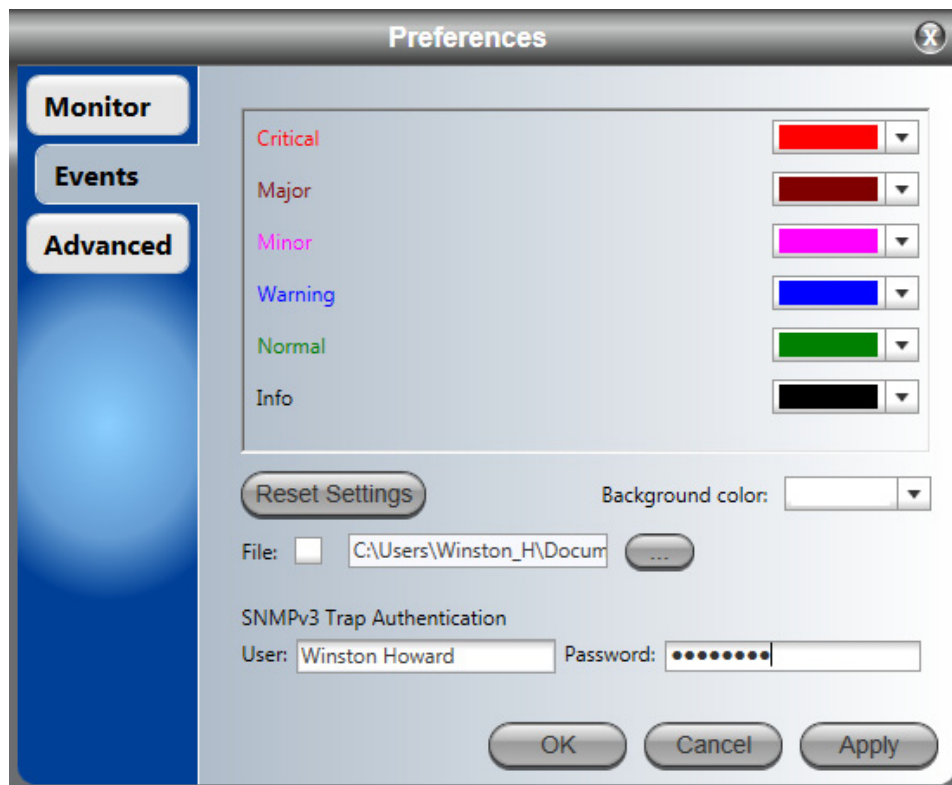 Preferences
X
Monitor
Events
Advanced
Critical
Major
Minor
Warning
Normal
Info
Reset Settings
Background color:
File:
C:\Users\Winston_H\Docum
...
SNMPv3 Trap Authentication
User: Winston Howard Password: ●●●●●●●●
OK Cancel Apply